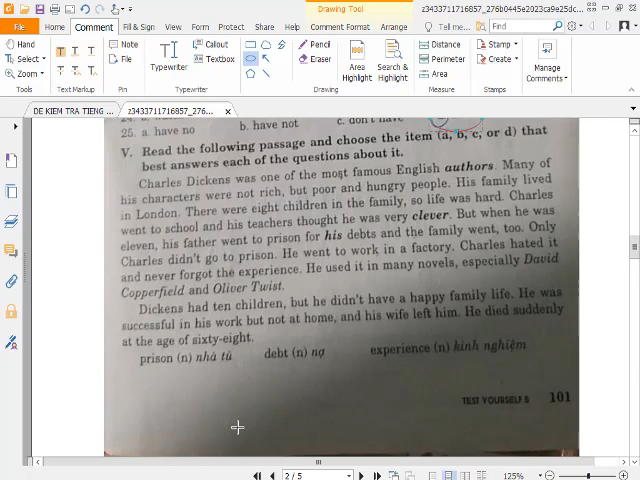 Drawing Tool
z3433711716857_276b0445e2023ca9e25dc...
File Home Comment View Form Protect Share Help Comment Format Arrange Tell me... Find
Hand
Select
Zoom
Tools
Text Markup
Note
File
Pin
Typewriter
Callout
Textbox
Typewriter
Drawing
Pencil
Eraser
Area Highlight
Search & Highlight
Distance
Perimeter
Area
Measure
Stamp
Create
Stamps
Manage Comments
DE KIEM TRA TIENG ...
z3433711716857_276...
25. a. have no b. have not c. don't have
V. Read the following passage and choose the item (a, b, c, or d) that
best answers each of the questions about it.
Charles Dickens was one of the most famous English authors. Many of
his characters were not rich, but poor and hungry people. His family lived
in London. There were eight children in the family, so life was hard. Charles
went to school and his teachers thought he was very clever. But when he was
eleven, his father went to prison for his debts and the family went, too. Only
Charles didn't go to prison. He went to work in a factory. Charles hated it
and never forgot the experience. He used it in many novels, especially David
Copperfield and Oliver Twist.
Dickens had ten children, but he didn't have a happy family life. He was
successful in his work but not at home, and his wife left him. He died suddenly
at the age of sixty-eight.
prison (n) nhà tù debt (n) nợ experience (n) kinh nghiệm
TEST YOURSELF B 101
2 / 5
125%